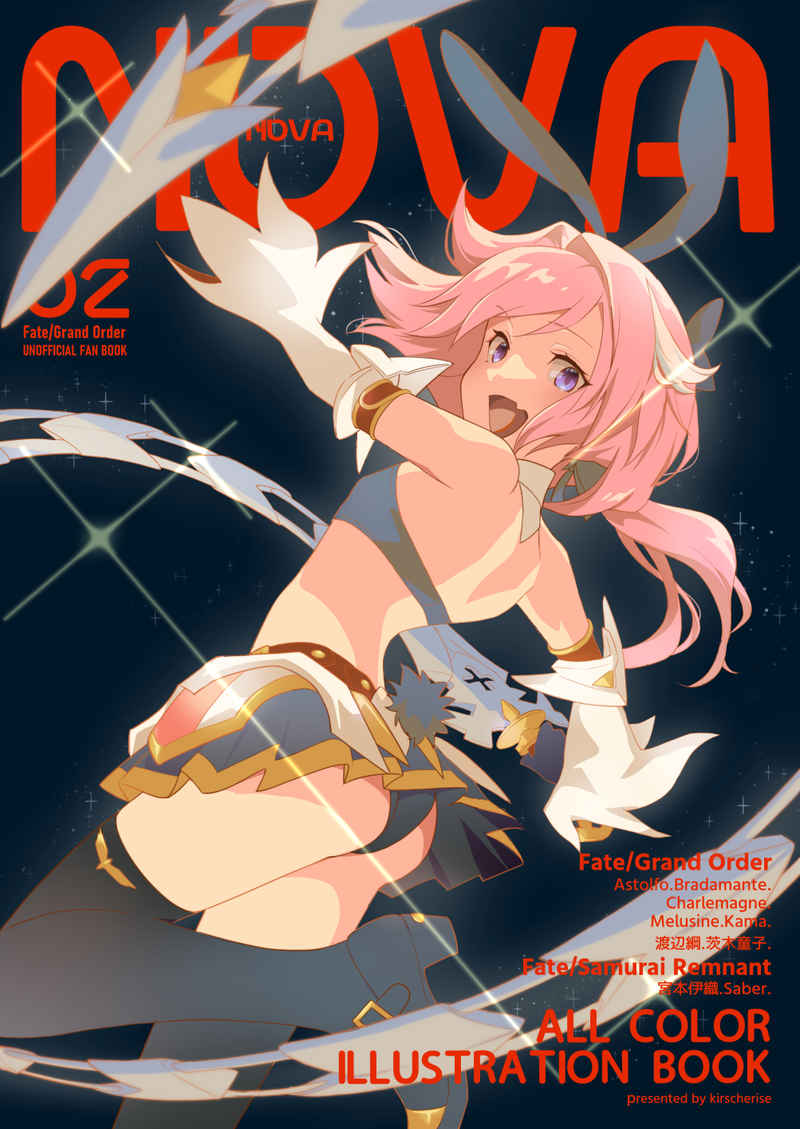 NOVA
NOVA
02
Fate/Grand Order
UNOFFICIAL FAN BOOK
Fate/Grand Order
Astolfo.Bradamante.
Charlemagne.
Melusine.Kama.
渡辺綱.茨木童子.
Fate/Samurai Remnant
宮本伊織.Saber.
ALL COLOR
ILLUSTRATION BOOK
presented by kirscherise